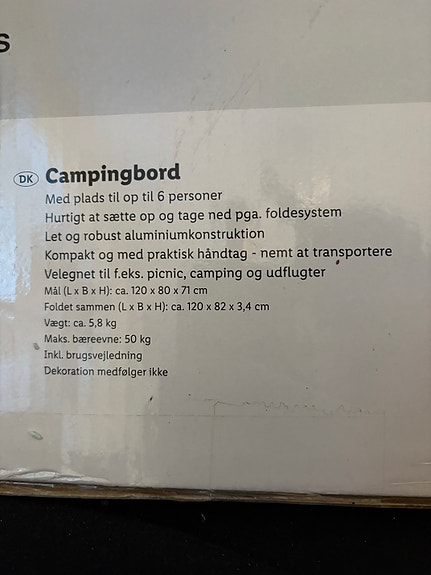 s
DK Campingbord
Med plads til op til 6 personer
Hurtigt at sætte op og tage ned pga. foldesystem
Let og robust aluminiumkonstruktion
Kompakt og med praktisk håndtag - nemt at transportere
Velegnet til f.eks. picnic, camping og udflugter
Mål (L x B x H): ca. 120 x 80 x 71 cm
Foldet sammen (L x B x H): ca. 120 x 82 x 3,4 cm
Vægt: ca. 5,8 kg
Maks. bæreevne: 50 kg
Inkl. brugsvejledning
Dekoration medfølger ikke